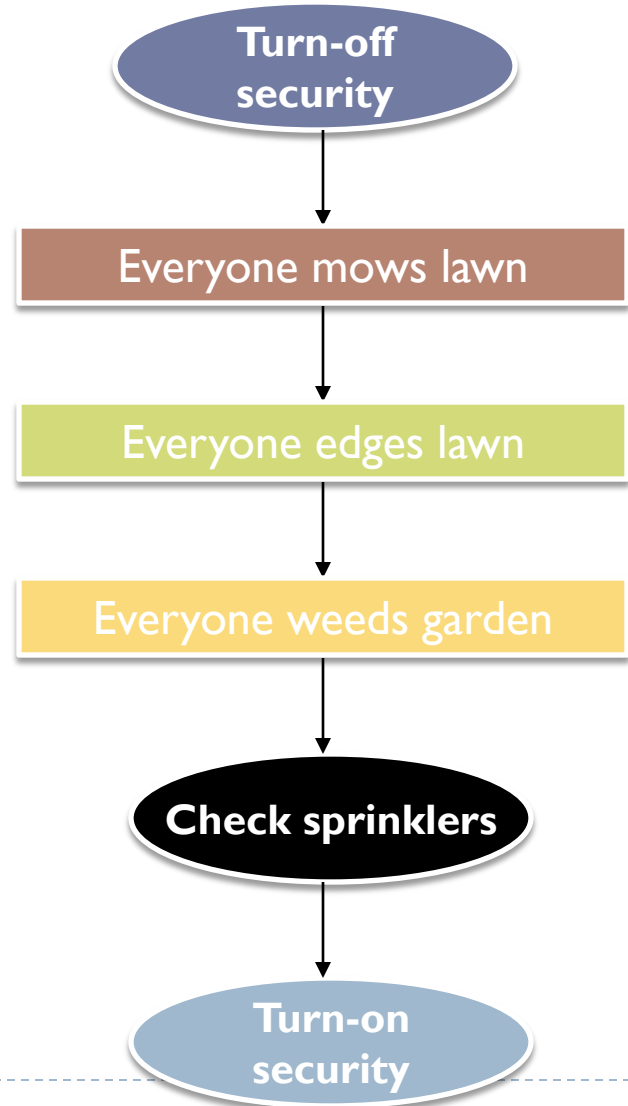 Turn-off
security
Everyone mows lawn
Everyone edges lawn
Everyone weeds garden
Check sprinklers
Turn-on
security